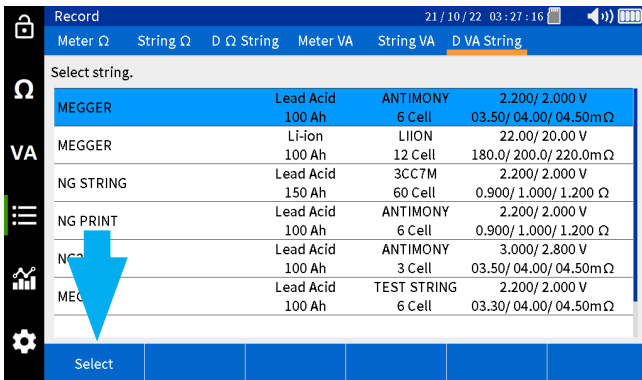 Record 21/10/22 03:27:16
Meter Ω String Ω D Ω String Meter VA String VA D VA String
Select string.
Ω
VA
MEGGER Lead Acid ANTIMONY 2.200/2.000 V
100 Ah 6 Cell 03.50/04.00/04.50mΩ
MEGGER Li-ion LIION 22.00/20.00 V
100 Ah 12 Cell 180.0/200.0/220.0mΩ
NG STRING Lead Acid 3CC7M 2.200/2.000 V
150 Ah 60 Cell 0.900/1.000/1.200 Ω
NG PRINT Lead Acid ANTIMONY 2.200/2.000 V
100 Ah 6 Cell 0.900/1.000/1.200 Ω
Lead Acid ANTIMONY 3.000/2.800 V
100 Ah 3 Cell 03.50/04.00/04.50mΩ
Lead Acid TEST STRING 2.200/2.000 V
100 Ah 6 Cell 03.30/04.00/04.50mΩ
Select